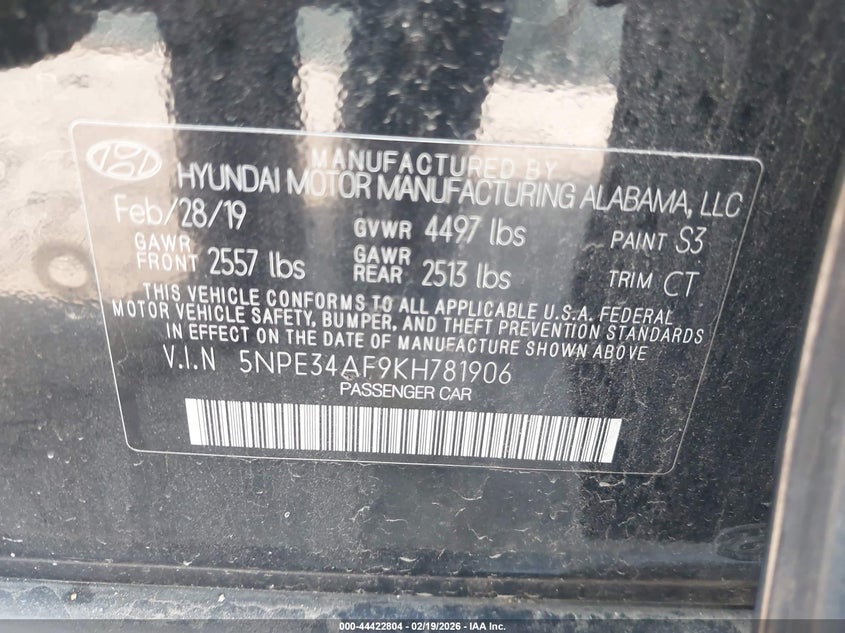 MANUFACTURED BY
HYUNDAI MOTOR MANUFACTURING ALABAMA, LLC
Feb/28/19 GVWR 4497 lbs PAINT S3
GAWR FRONT 2557 lbs GAWR REAR 2513 lbs TRIM CT
THIS VEHICLE CONFORMS TO ALL APPLICABLE U.S.A. FEDERAL
MOTOR VEHICLE SAFETY, BUMPER, AND THEFT PREVENTION STANDARDS
IN EFFECT ON THE DATE OF MANUFACTURE SHOWN ABOVE
V.I.N 5NPE34AF9KH781906
PASSENGER CAR
000-44422804 - 02/19/2026 - IAA Inc.